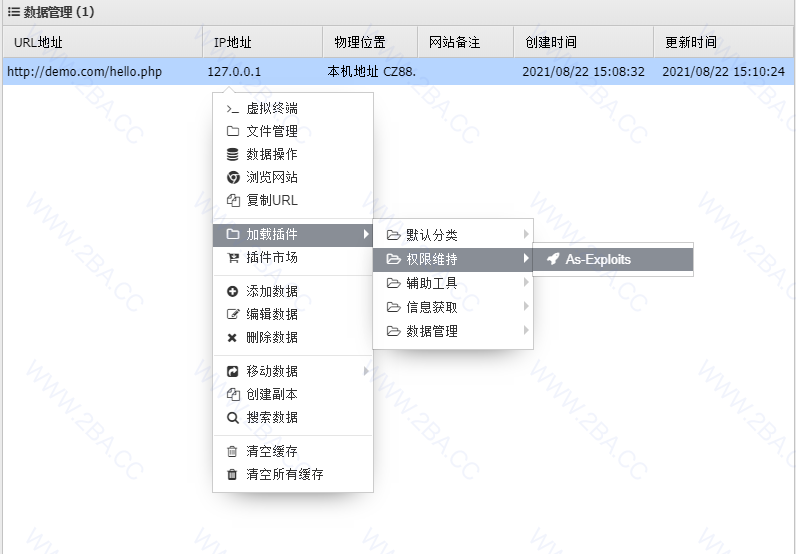 数据管理 (1)
URL地址 IP地址 物理位置 网站备注 创建时间 更新时间
http://demo.com/hello.php 127.0.0.1 本机地址 CZ88. 2021/08/22 15:08:32 2021/08/22 15:10:24
虚拟终端
文件管理
数据操作
浏览网站
复制URL
加载插件
插件市场
添加数据
编辑数据
删除数据
移动数据
创建副本
搜索数据
清空缓存
清空所有缓存
默认分类
权限维持
辅助工具
信息获取
数据管理
As-Exploits
WWW.2BA.CC